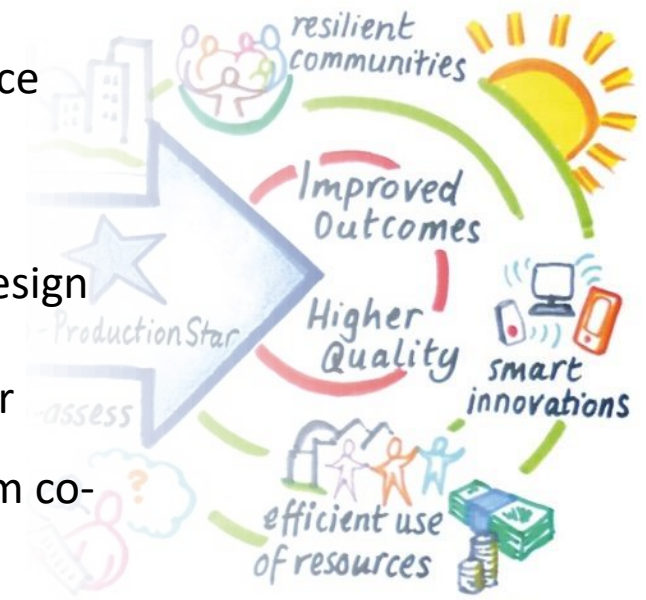 resilient
communities
ce
Improved
Outcomes
esign
-ProductionStar
Higher
Quality
smart
innovations
r
-assess
m co-
?
efficient use
of resources